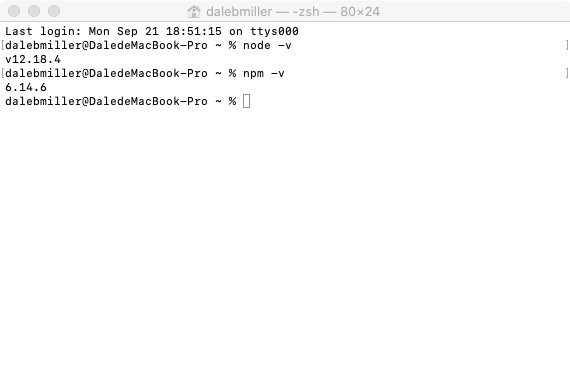 dalebmiller — -zsh — 80×24
Last login: Mon Sep 21 18:51:15 on ttys000
[dalebmiller@DaledeMacBook-Pro ~ % node -v ]
v12.18.4
[dalebmiller@DaledeMacBook-Pro ~ % npm -v ]
6.14.6
dalebmiller@DaledeMacBook-Pro ~ %